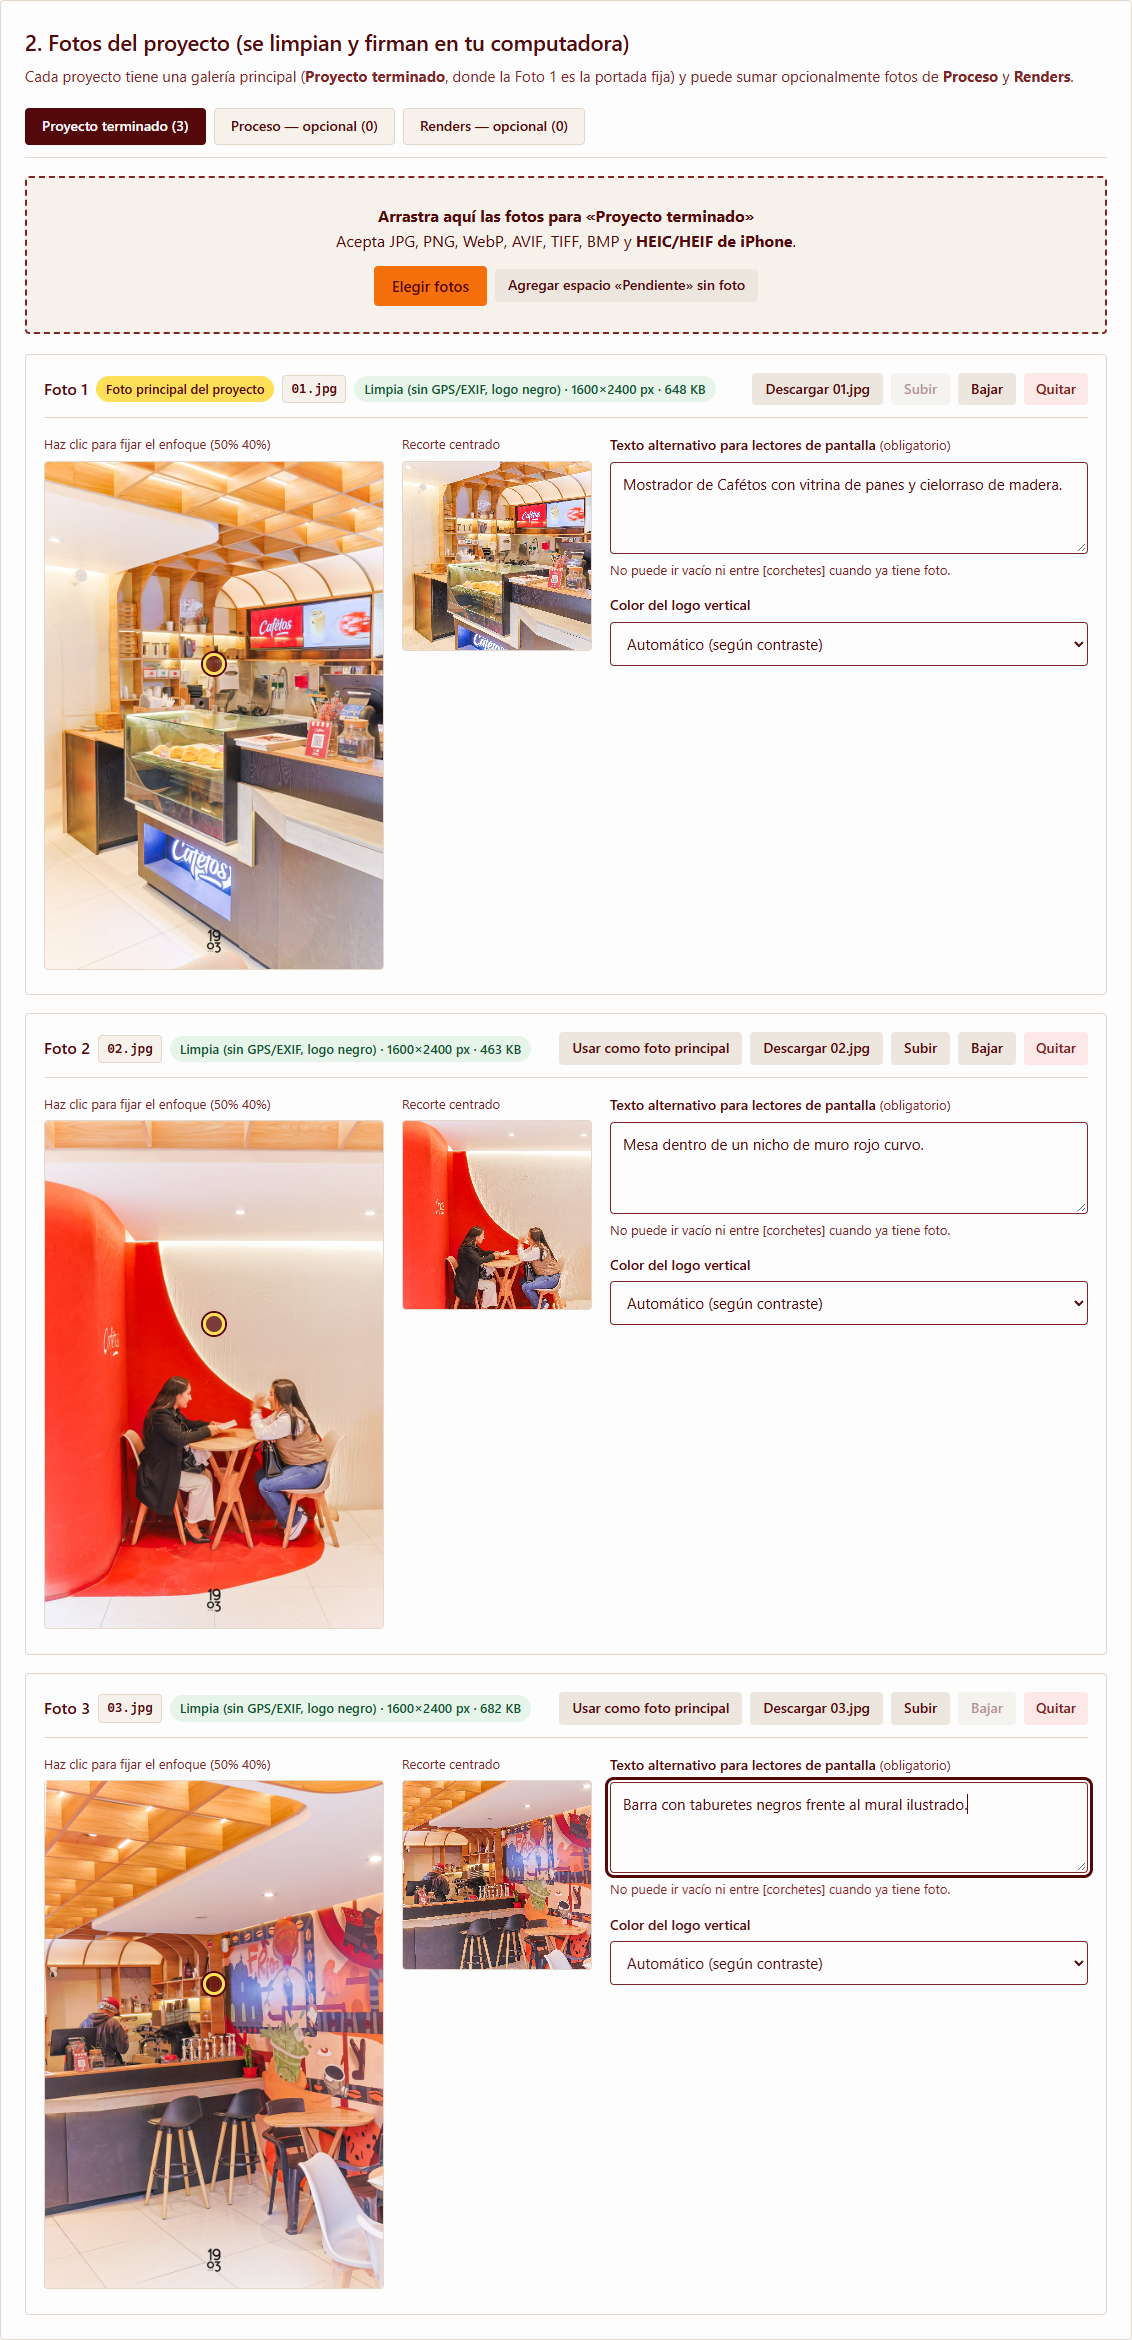 2. Fotos del proyecto (se limpian y firman en tu computadora)
Cada proyecto tiene una galería principal (Proyecto terminado, donde la Foto 1 es la portada fija) y puede sumar opcionalmente fotos de Proceso y Renders.
Proyecto terminado (3)
Proceso — opcional (0)
Renders — opcional (0)
Arrastra aquí las fotos para «Proyecto terminado»
Acepta JPG, PNG, WebP, AVIF, TIFF, BMP y HEIC/HEIF de iPhone.
Elegir fotos
Agregar espacio «Pendiente» sin foto
Foto 1
Foto principal del proyecto
01.jpg
Limpia (sin GPS/EXIF, logo negro) · 1600×2400 px · 648 KB
Descargar 01.jpg
Subir
Bajar
Quitar
Haz clic para fijar el enfoque (50% 40%)
Cafétos
Cafétos
1903
Recorte centrado
Cafétos
Cafétos
Texto alternativo para lectores de pantalla (obligatorio)
Mostrador de Cafétos con vitrina de panes y cielorraso de madera.
No puede ir vacío ni entre [corchetes] cuando ya tiene foto.
Color del logo vertical
Automático (según contraste)
Foto 2
02.jpg
Limpia (sin GPS/EXIF, logo negro) · 1600×2400 px · 463 KB
Usar como foto principal
Descargar 02.jpg
Subir
Bajar
Quitar
Haz clic para fijar el enfoque (50% 40%)
1903
Recorte centrado
Texto alternativo para lectores de pantalla (obligatorio)
Mesa dentro de un nicho de muro rojo curvo.
No puede ir vacío ni entre [corchetes] cuando ya tiene foto.
Color del logo vertical
Automático (según contraste)
Foto 3
03.jpg
Limpia (sin GPS/EXIF, logo negro) · 1600×2400 px · 682 KB
Usar como foto principal
Descargar 03.jpg
Subir
Bajar
Quitar
Haz clic para fijar el enfoque (50% 40%)
1903
Recorte centrado
Texto alternativo para lectores de pantalla (obligatorio)
Barra con taburetes negros frente al mural ilustrado.
No puede ir vacío ni entre [corchetes] cuando ya tiene foto.
Color del logo vertical
Automático (según contraste)